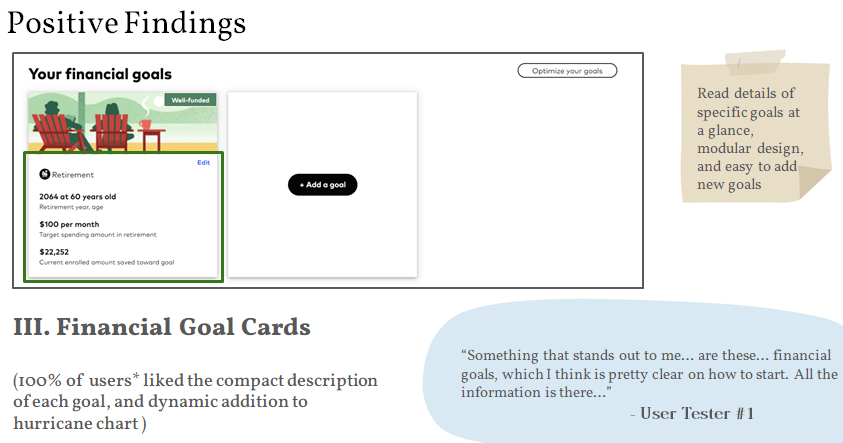 Positive Findings
Your financial goals
Optimize your goals
Well-funded
Edit
Retirement
2064 at 60 years old
Retirement year, age
$100 per month
Target spending amount in retirement
$22,252
Current enrolled amount saved toward goal
+ Add a goal
Read details of
specific goals at
a glance,
modular design,
and easy to add
new goals
III. Financial Goal Cards
(100% of users* liked the compact description
of each goal, and dynamic addition to
hurricane chart )
“Something that stands out to me... are these... financial
goals, which I think is pretty clear on how to start. All the
information is there...”
- User Tester #1